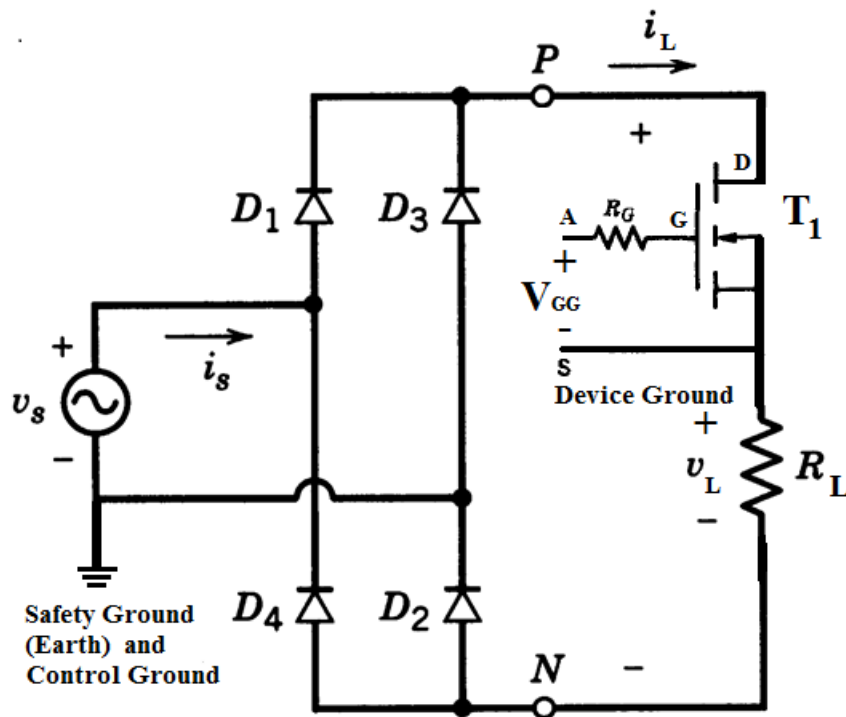 i_L
P
+
D
D_1
D_3
A
R_G
G
T_1
+
V_GG
-
+
i_s
S
Device Ground
v_s
+
v_L
R_L
-
-
D_4
D_2
Safety Ground
(Earth) and
Control Ground
N
-